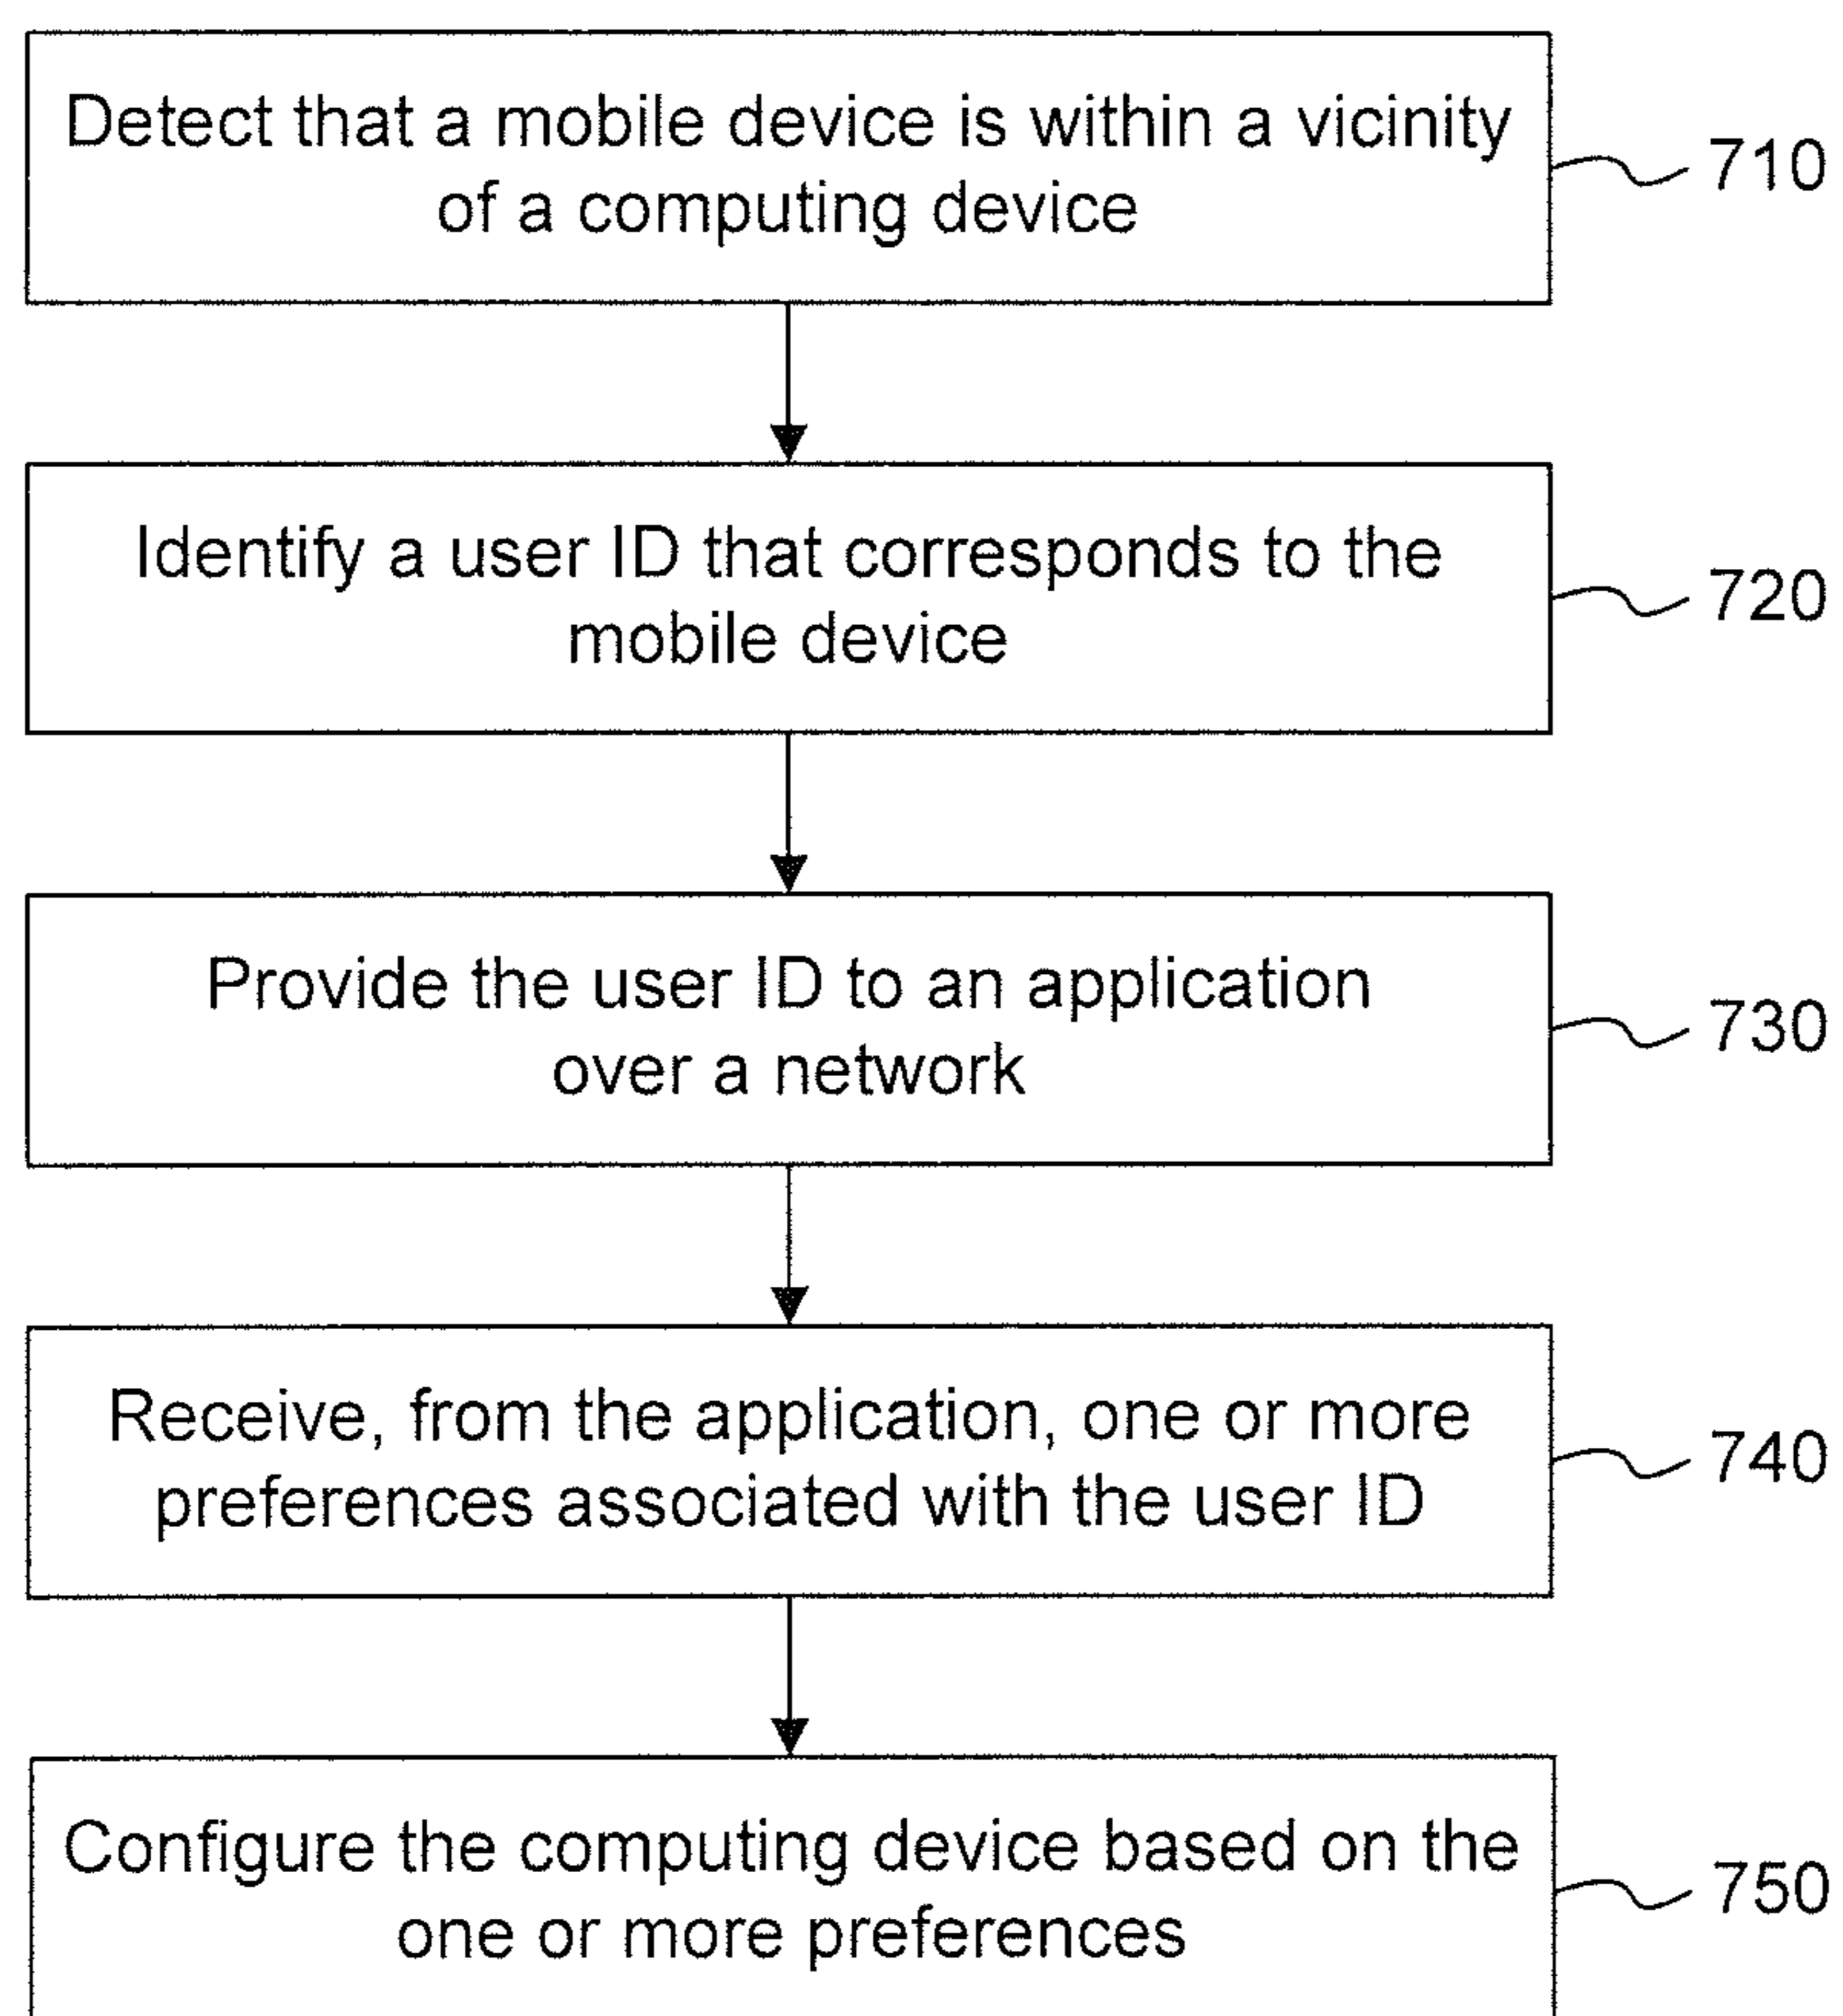 Detect that a mobile device is within a vicinity
of a computing device
710
Identify a user ID that corresponds to the
mobile device
720
Provide the user ID to an application
over a network
730
Receive, from the application, one or more
preferences associated with the user ID
740
Configure the computing device based on the
one or more preferences
750